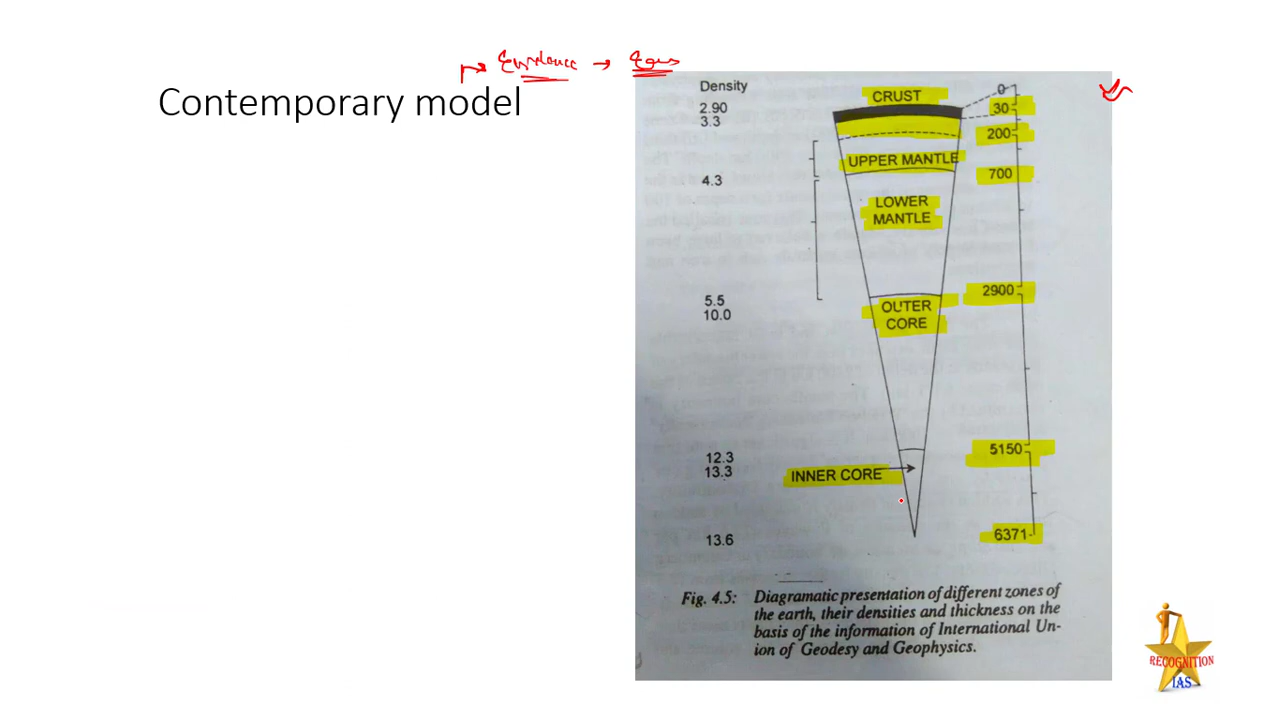 → Evidence →
Contemporary model
Density
2.90
3.3
4.3
5.5
10.0
12.3
13.3
13.6
CRUST
UPPER MANTLE
LOWER
MANTLE
OUTER
CORE
INNER CORE
0
30
200
700
2900
5150
6371
Fig. 4.5: Diagramatic presentation of different zones of
the earth, their densities and thickness on the
basis of the information of International Un-
ion of Geodesy and Geophysics.
RECOGNITION
IAS